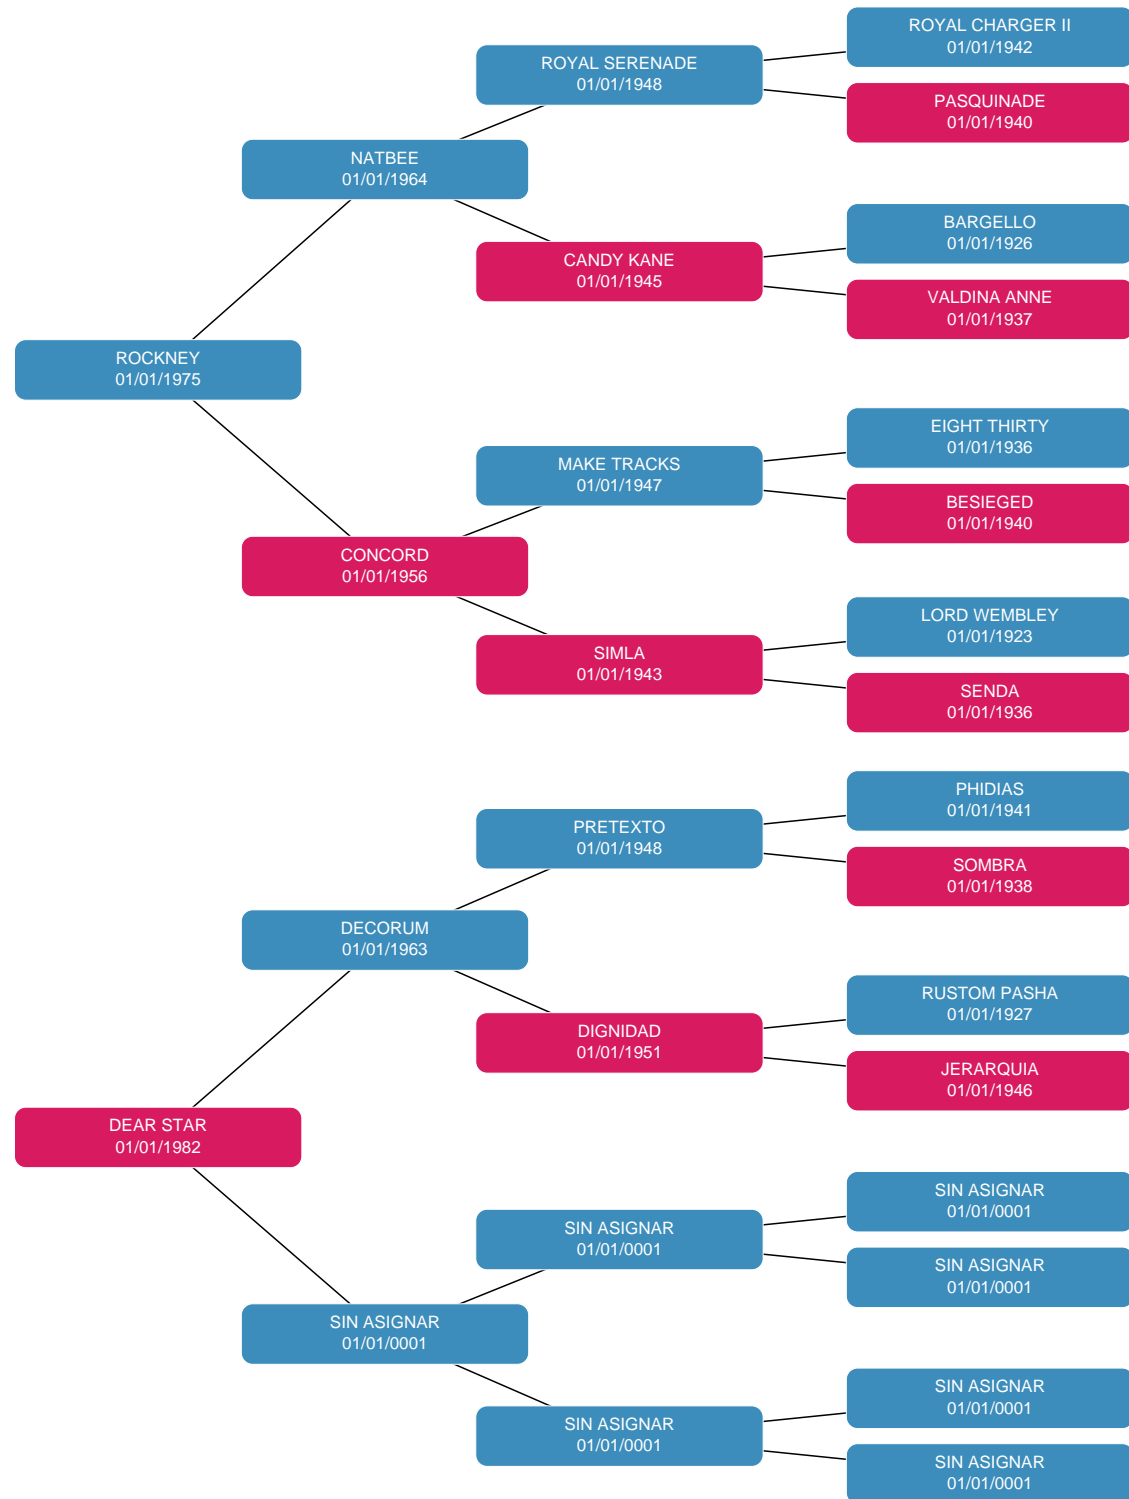 ROYAL CHARGER II
01/01/1942
ROYAL SERENADE
01/01/1948
PASQUINADE
01/01/1940
NATBEE
01/01/1964
BARGELLO
01/01/1926
CANDY KANE
01/01/1945
VALDINA ANNE
01/01/1937
ROCKNEY
01/01/1975
EIGHT THIRTY
01/01/1936
MAKE TRACKS
01/01/1947
BESIEGED
01/01/1940
CONCORD
01/01/1956
LORD WEMBLEY
01/01/1923
SIMLA
01/01/1943
SENDA
01/01/1936
PHIDIAS
01/01/1941
PRETEXTO
01/01/1948
SOMBRA
01/01/1938
DECORUM
01/01/1963
RUSTOM PASHA
01/01/1927
DIGNIDAD
01/01/1951
JERARQUIA
01/01/1946
DEAR STAR
01/01/1982
SIN ASIGNAR
01/01/0001
SIN ASIGNAR
01/01/0001
SIN ASIGNAR
01/01/0001
SIN ASIGNAR
01/01/0001
SIN ASIGNAR
01/01/0001
SIN ASIGNAR
01/01/0001
SIN ASIGNAR
01/01/0001